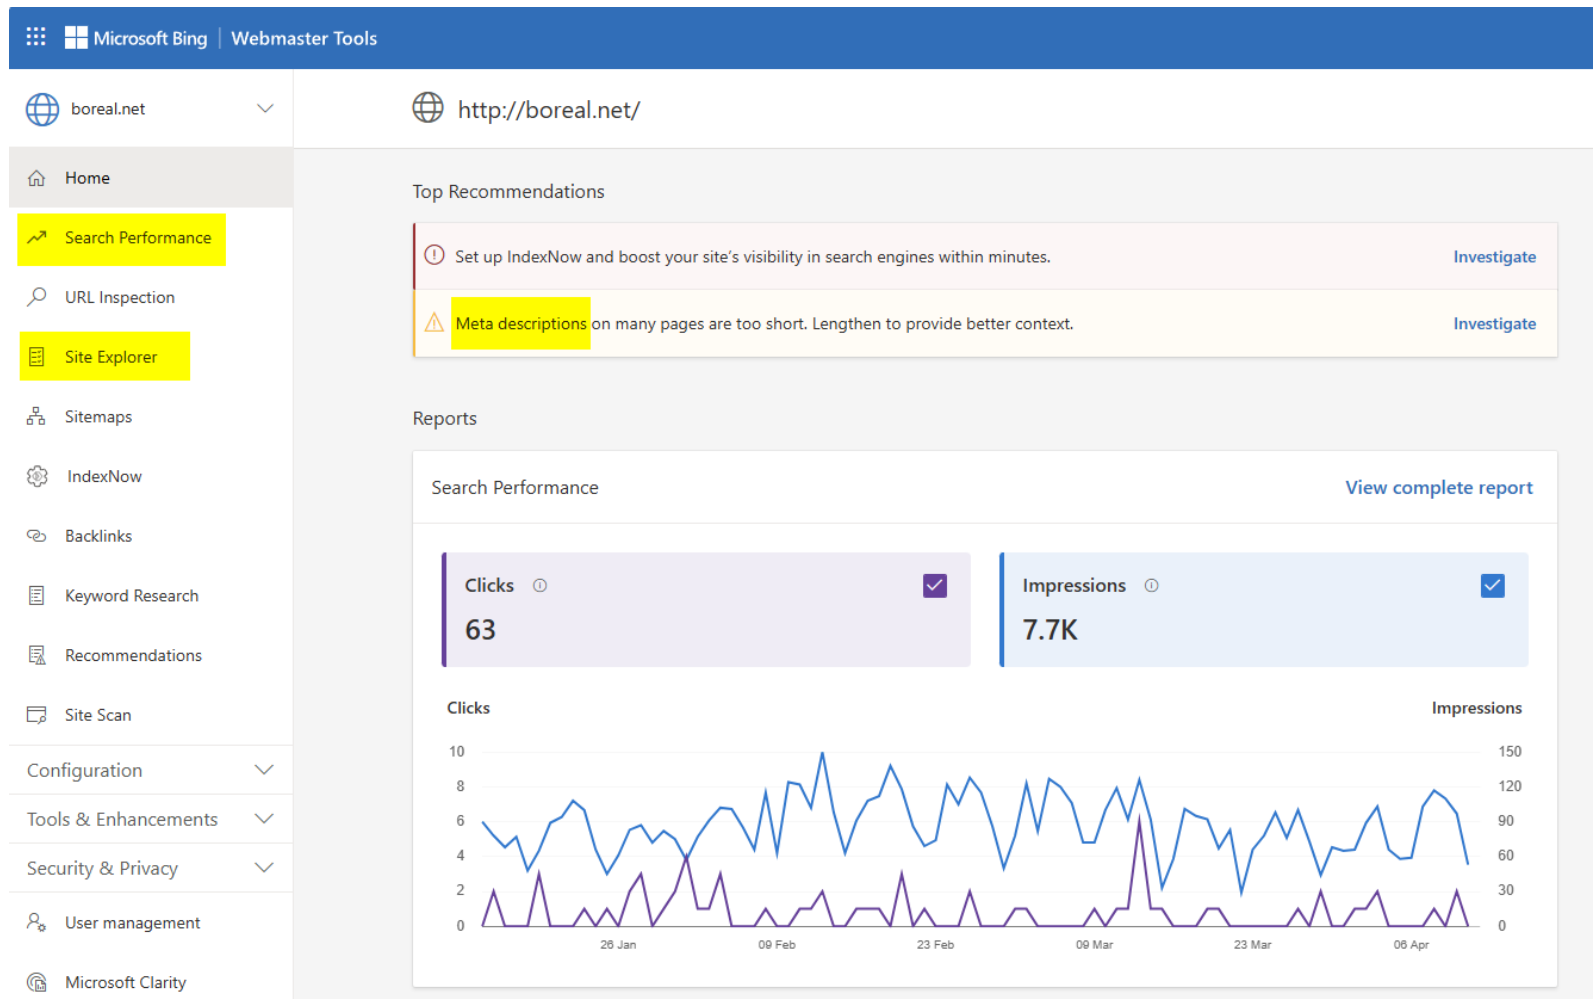 Microsoft Bing | Webmaster Tools
boreal.net
http://boreal.net/
Home
Search Performance
URL Inspection
Site Explorer
Sitemaps
IndexNow
Backlinks
Keyword Research
Recommendations
Site Scan
Configuration
Tools & Enhancements
Security & Privacy
User management
Microsoft Clarity
Top Recommendations
Set up IndexNow and boost your site's visibility in search engines within minutes. Investigate
Meta descriptions on many pages are too short. Lengthen to provide better context. Investigate
Reports
Search Performance View complete report
Clicks
63
Impressions
7.7K
Clicks Impressions
10 150
8 120
6 90
4 60
2 30
0 0
26 Jan 09 Feb 23 Feb 09 Mar 23 Mar 06 Apr